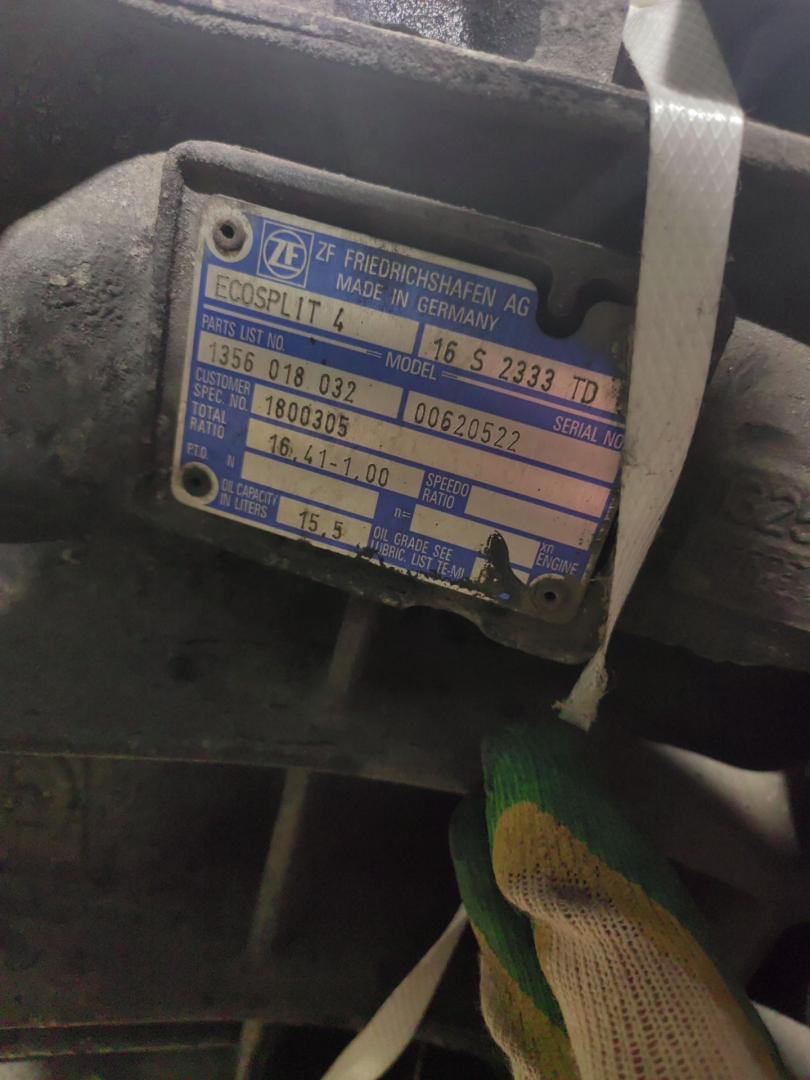 ZF
ZF FRIEDRICHSHAFEN AG
MADE IN GERMANY
ECOSPLIT 4
16 S 2333 TD
PARTS LIST NO.
MODEL
1356 018 032
00620522
SERIAL NO
CUSTOMER
SPEC. NO.
1800305
TOTAL
RATIO
16,41-1,00
SPEEDO
RATIO
P.T.O. N
n=
xn
ENGINE
OIL CAPACITY
IN LITERS
15,5
OIL GRADE SEE
LUBRIC. LIST TE-ML